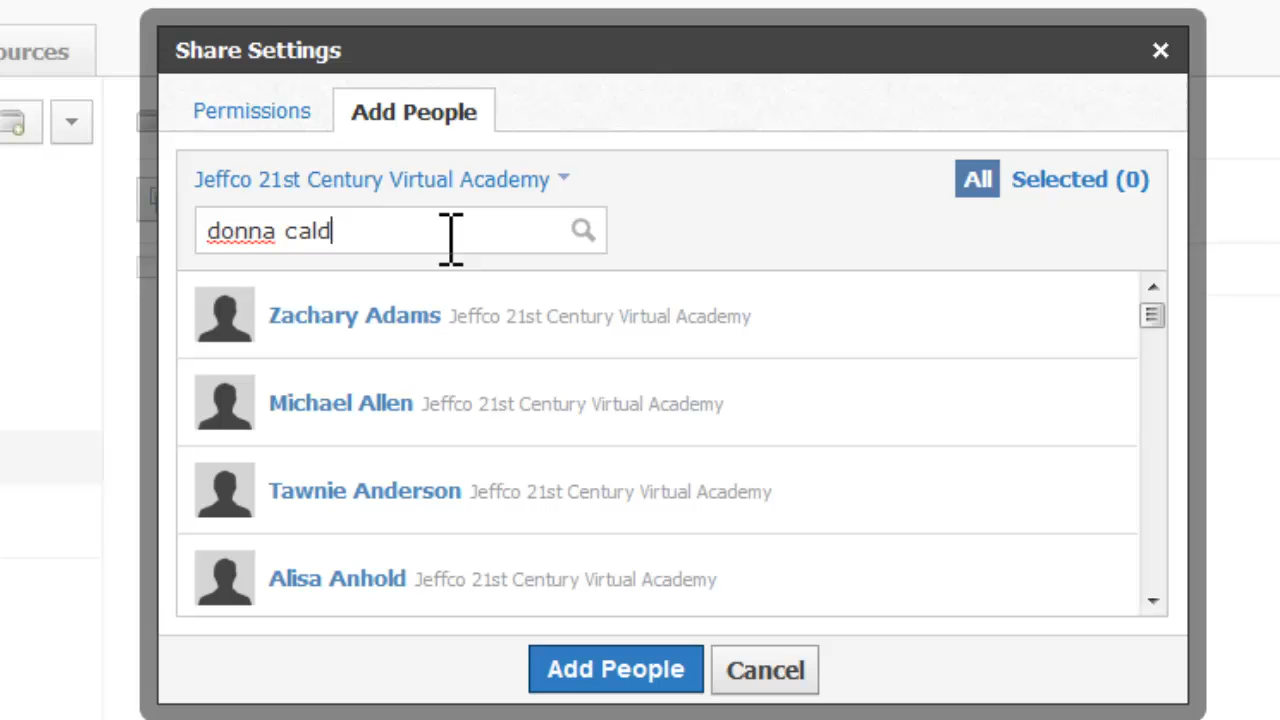 ources
Share Settings
Permissions
Add People
Jeffco 21st Century Virtual Academy
All Selected (0)
donna cald
Zachary Adams Jeffco 21st Century Virtual Academy
Michael Allen Jeffco 21st Century Virtual Academy
Tawnie Anderson Jeffco 21st Century Virtual Academy
Alisa Anhold Jeffco 21st Century Virtual Academy
Add People
Cancel